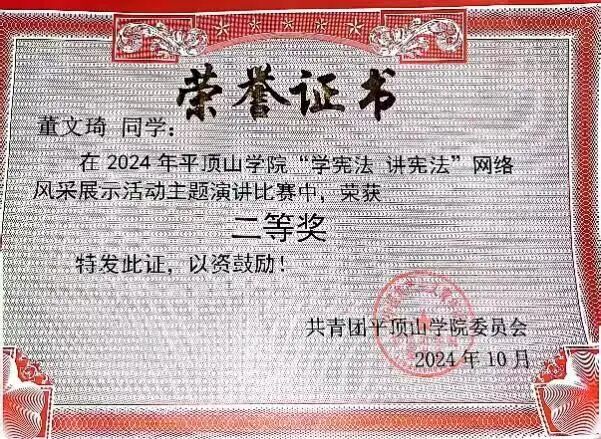 荣誉证书
董文琦 同学：
在 2024 年平顶山学院“学宪法 讲宪法”网络
风采展示活动主题演讲比赛中，荣获
二等奖
特发此证，以资鼓励！
共青团平顶山学院委员会
2024 年 10 月